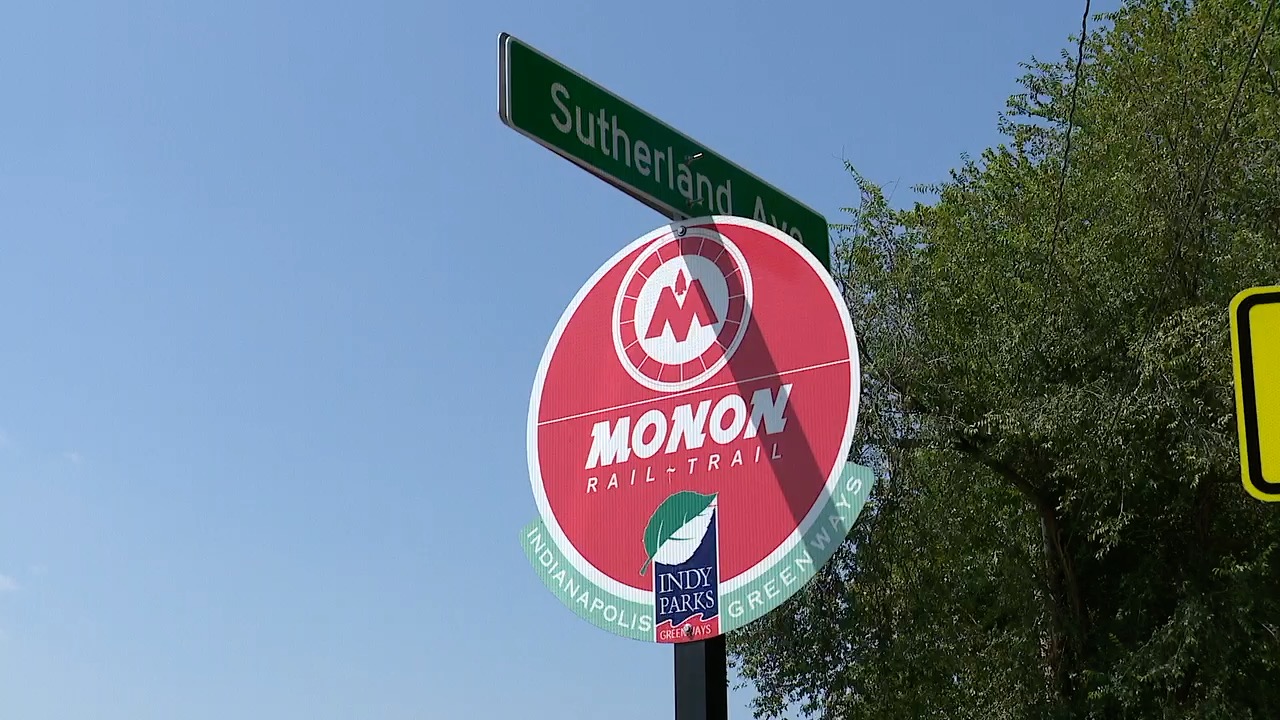 Sutherland Ave
M
MONON
RAIL~TRAIL
INDIANAPOLIS GREENWAYS
INDY
PARKS
GREENWAYS